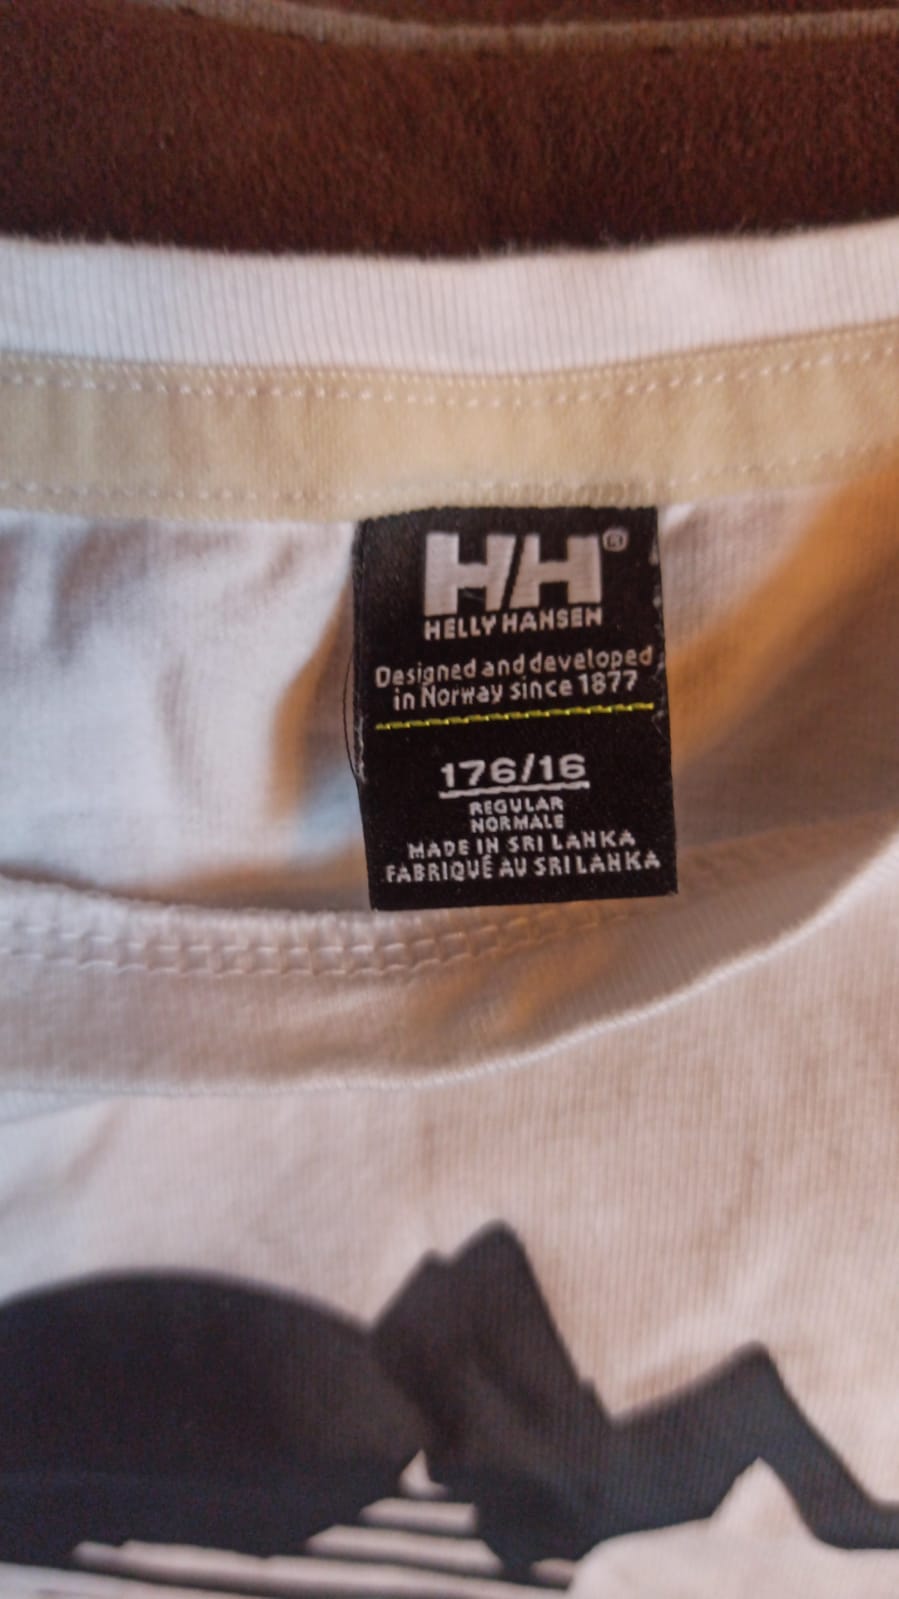 HH®
HELLY HANSEN
Designed and developed
in Norway since 1877
176/16
REGULAR
NORMALE
MADE IN SRI LANKA
FABRIQUÉ AU SRI LANKA